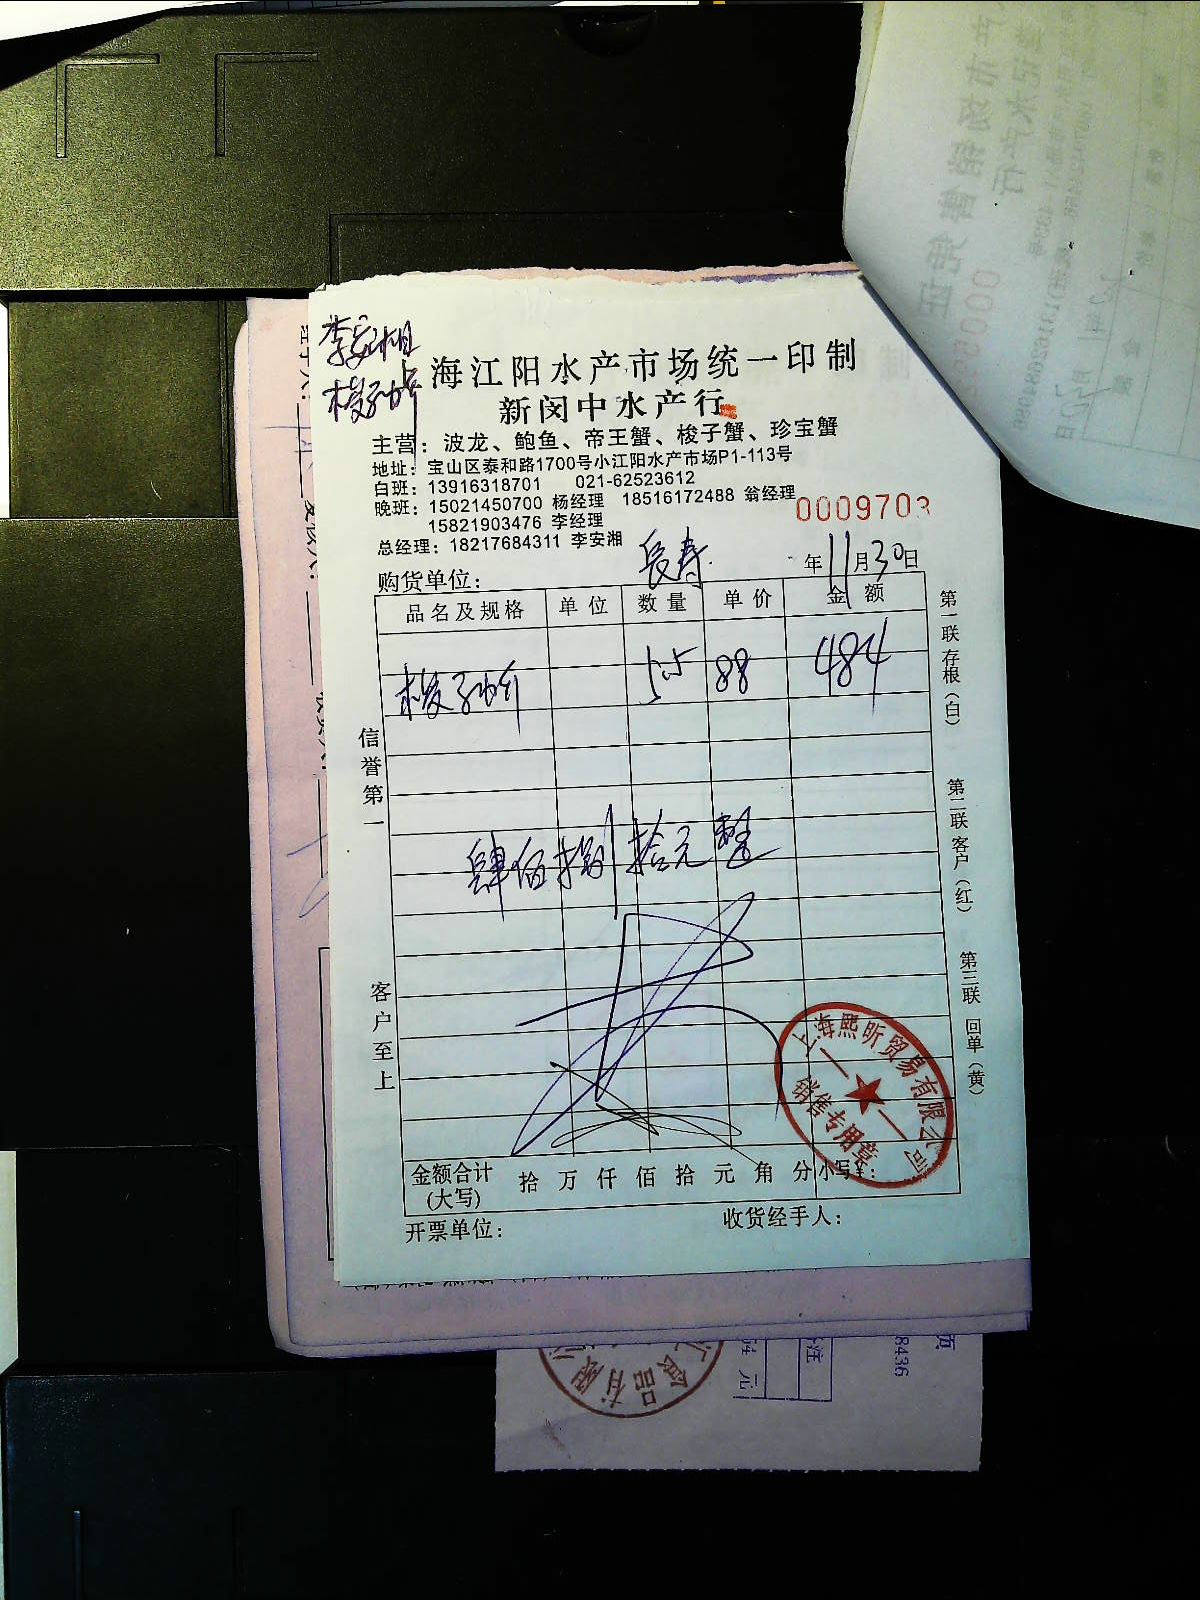 李安湘
梭子蟹
上海江阳水产市场统一印制
新闵中水产行
主营：波龙、鲍鱼、帝王蟹、梭子蟹、珍宝蟹
地址：宝山区泰和路1700号小江阳水产市场P1-113号
白班：13916318701 021-62523612
晚班：15021450700 杨经理 18516172488 翁经理
15821903476 李经理
0009703
总经理：18217684311 李安湘
购货单位： 长寿 年11月30日
品名及规格 单位 数量 单价 金额
梭子 5.5 88 484
肆佰捌拾元整
信誉第一
客户至上
第一联 存根（白）
第二联 客户（红）
第三联 回单（黄）
上海熙昕贸易有限公司
销售专用章
金额合计 拾 万 仟 佰 拾 元 角 分 小写¥：
(大写)
开票单位： 收货经手人：
8436